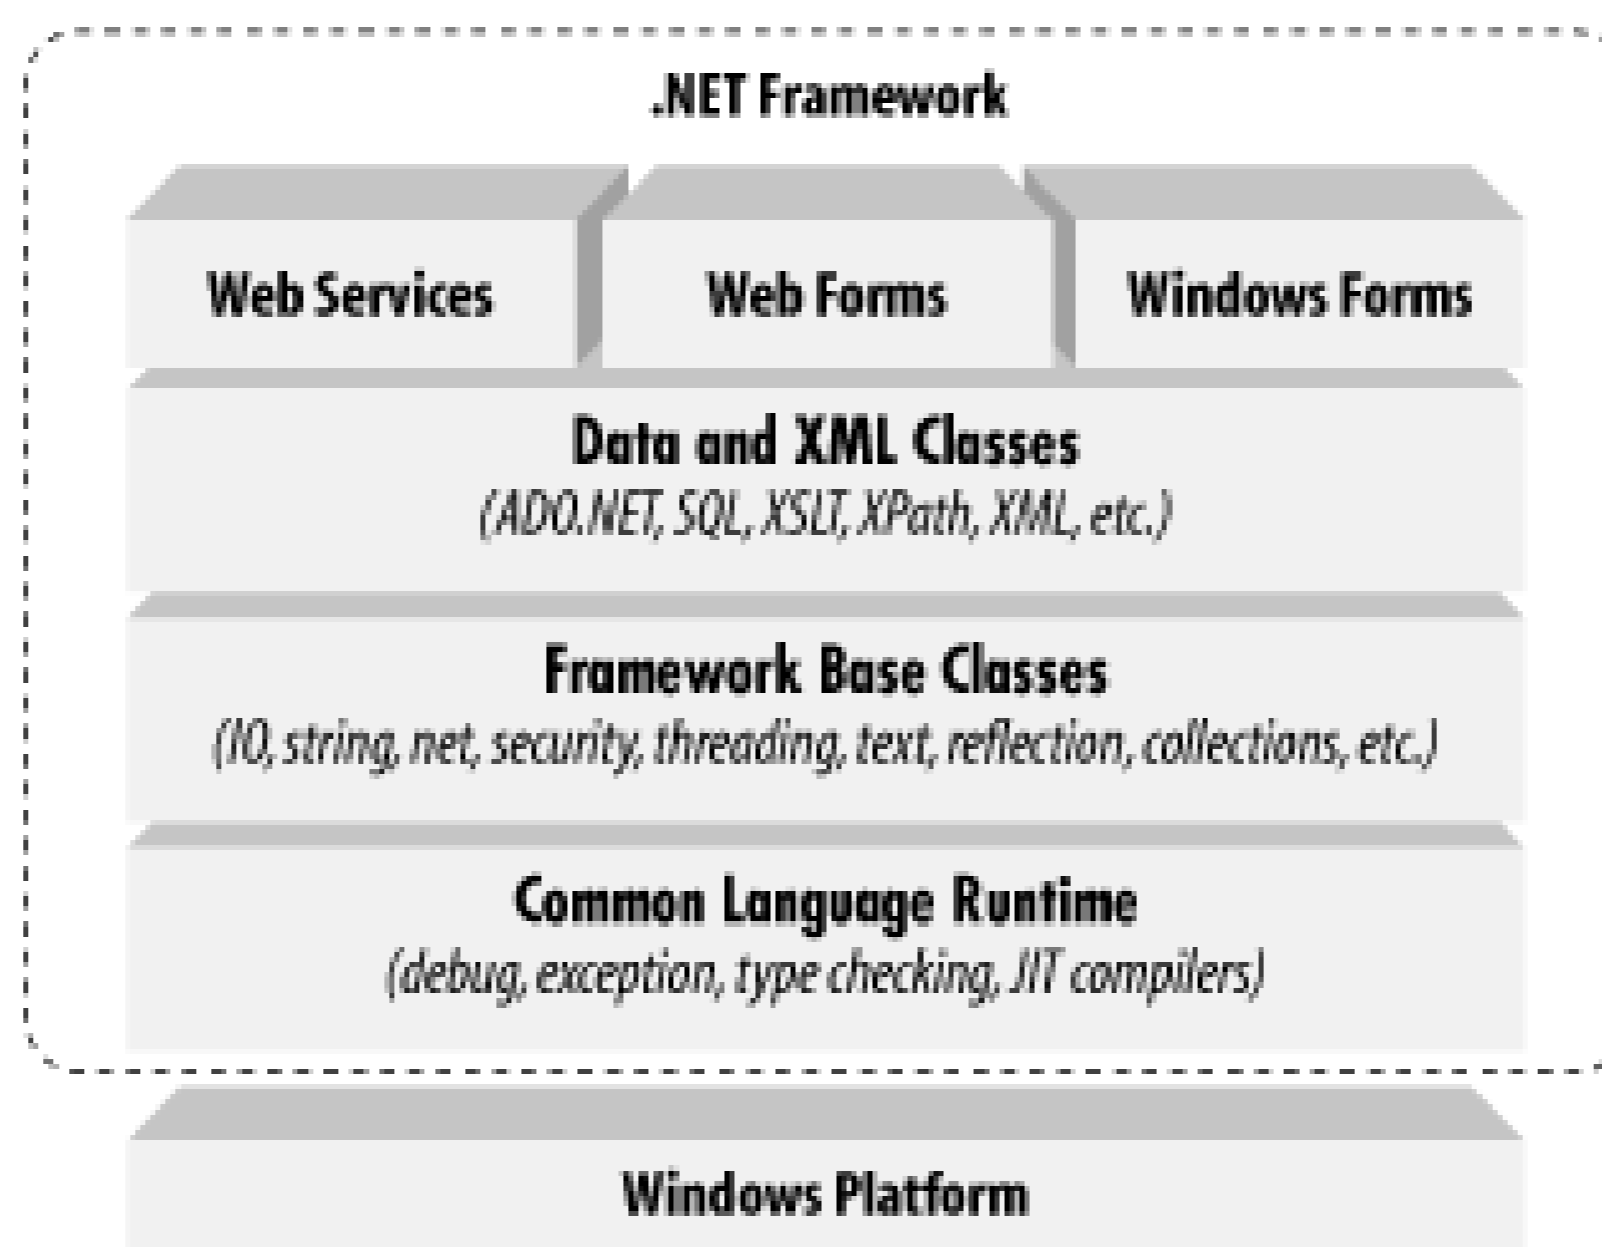 .NET Framework
Web Services
Web Forms
Windows Forms
Data and XML Classes
(ADO.NET, SQL, XSLT, XPath, XML, etc.)
Framework Base Classes
(IO, string, net, security, threading, text, reflection, collections, etc.)
Common Language Runtime
(debug, exception, type checking, JIT compilers)
Windows Platform